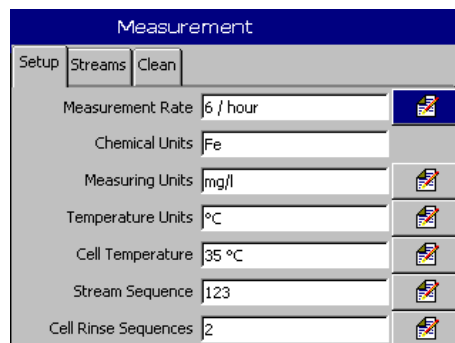 Measurement
Setup Streams Clean
Measurement Rate 6 / hour
Chemical Units Fe
Measuring Units mg/l
Temperature Units °C
Cell Temperature 35 °C
Stream Sequence 123
Cell Rinse Sequences 2